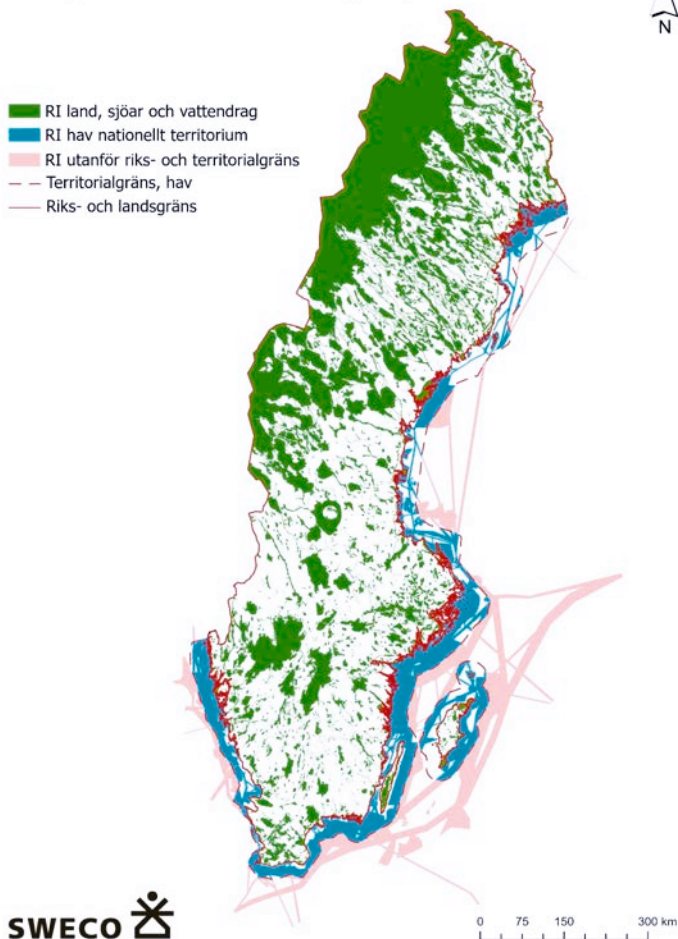 N
RI land, sjöar och vattendrag
RI hav nationellt territorium
RI utanför riks- och territorialgräns
Territorialgräns, hav
Riks- och landsgräns
SWECO
0 75 150 300 km